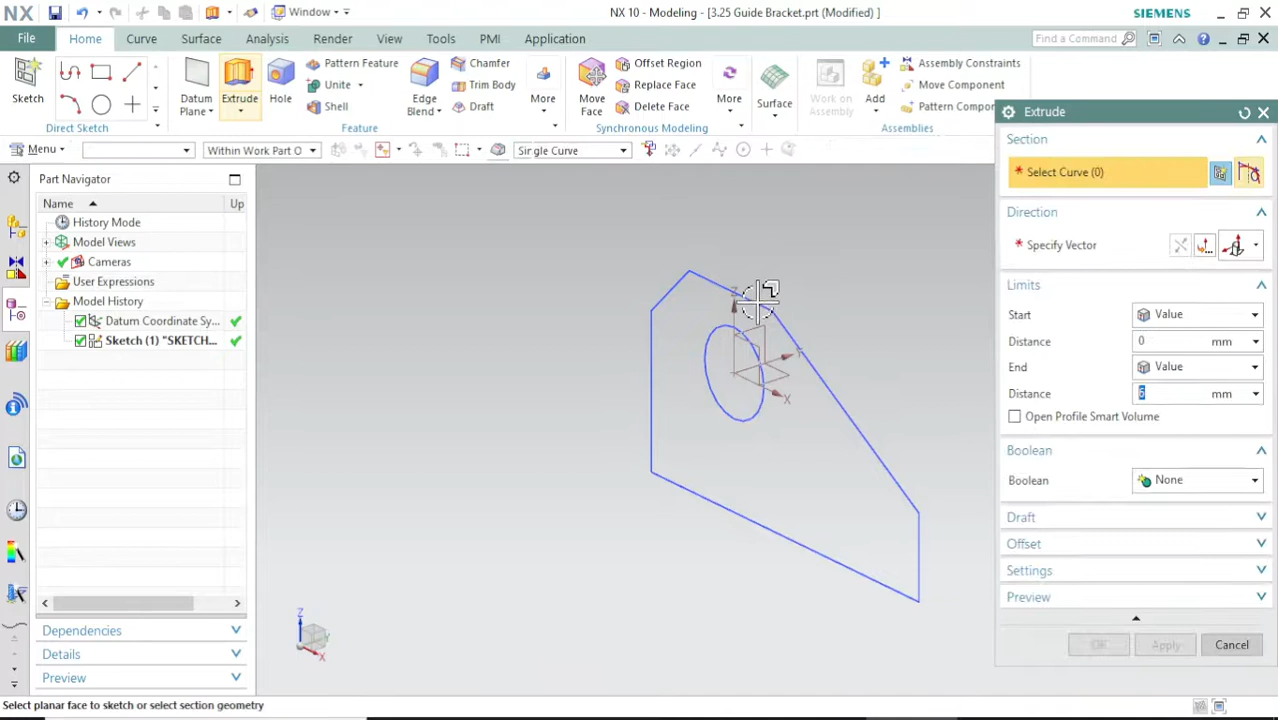 NX
Window
NX 10 - Modeling - [3.25 Guide Bracket.prt (Modified) ]
SIEMENS
File
Home
Curve
Surface
Analysis
Render
View
Tools
PMI
Application
Find a Command
Sketch
Direct Sketch
Datum Plane
Extrude
Hole
Pattern Feature
Unite
Shell
Edge Blend
Chamfer
Trim Body
Draft
More
Feature
Move Face
Offset Region
Replace Face
Delete Face
More
Synchronous Modeling
Surface
Work on Assembly
Add
Assembly Constraints
Move Component
Pattern Compor
Assemblies
Menu
Within Work Part O
Single Curve
Part Navigator
Name
Up
History Mode
Model Views
Cameras
User Expressions
Model History
Datum Coordinate Sy...
Sketch (1) "SKETCH...
Dependencies
Details
Preview
Z
Y
X
Z
X
Extrude
Section
* Select Curve (0)
Direction
* Specify Vector
Limits
Start
Value
Distance
0 mm
End
Value
Distance
6 mm
Open Profile Smart Volume
Boolean
Boolean
None
Draft
Offset
Settings
Preview
OK
Apply
Cancel
Select planar face to sketch or select section geometry